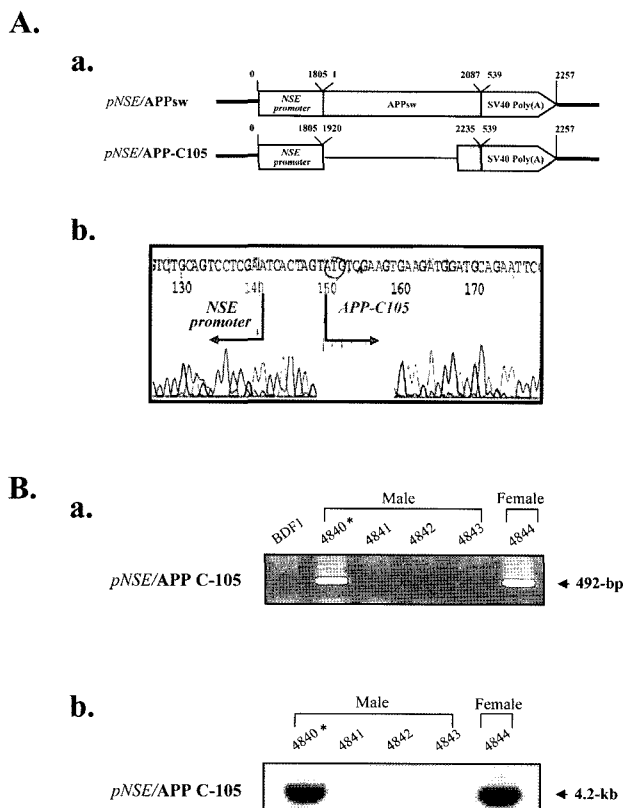 A.
a.
0 1805 1 2087 539 2257
pNSE/APPsw NSE promoter APPsw SV40 Poly(A)
0 1805 1920 2235 539 2257
pNSE/APP-C105 NSE promoter SV40 Poly(A)
b.
130 140 150 160 170
NSE promoter
APP-C105
B.
a.
Male Female
BDF1 4840* 4841 4842 4843 4844
pNSE/APP C-105 492-bp
b.
Male Female
4840* 4841 4842 4843 4844
pNSE/APP C-105 4.2-kb